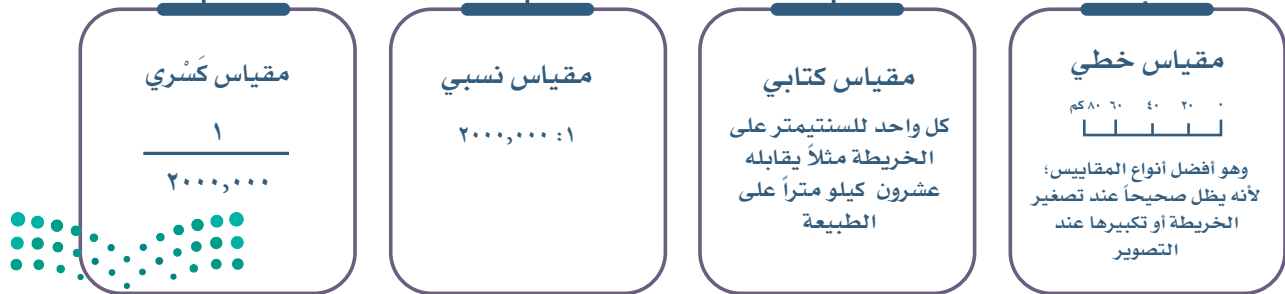 مقياس خطي
٠ ٢٠ ٤٠ ٦٠ ٨٠ كم
وهو أفضل أنواع المقاييس؛
لأنه يظل صحيحاً عند تصغير
الخريطة أو تكبيرها عند
التصوير
مقياس كتابي
كل واحد للسنتيمتر على
الخريطة مثلاً يقابله
عشرون كيلو متراً على
الطبيعة
مقياس نسبي
١: ٢٠٠٠,٠٠٠
مقياس كَسْري
١
٢٠٠٠,٠٠٠